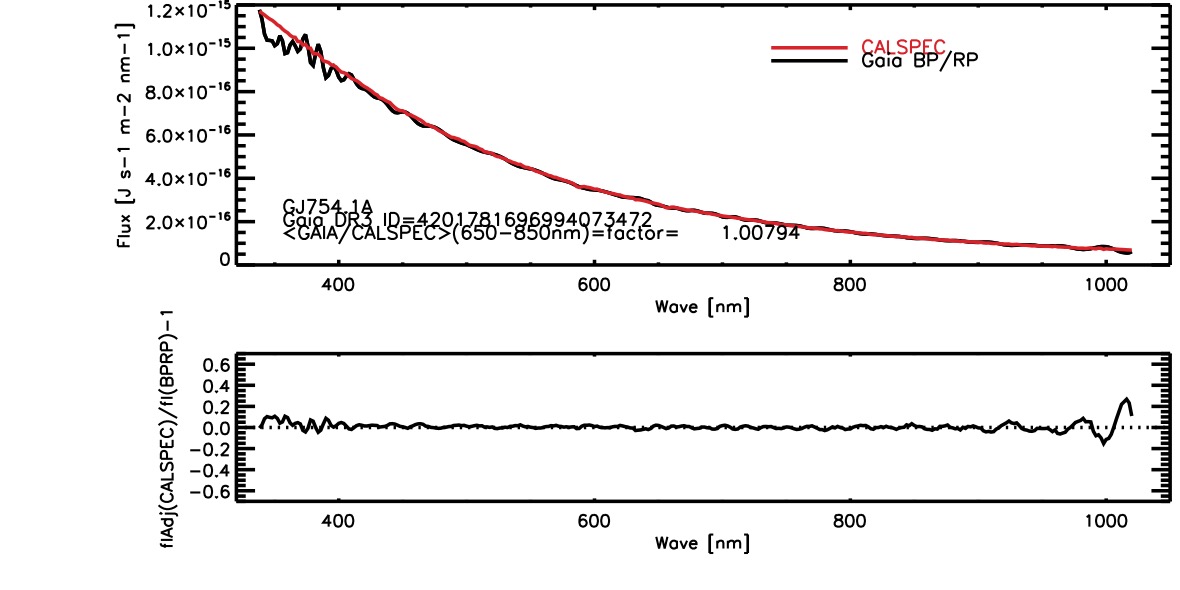 1.2×10−15
1.0×10−15
8.0×10−16
6.0×10−16
4.0×10−16
2.0×10−16
0
Flux [J s−1 m−2 nm−1]
CALSPEC
Gaia BP/RP
GJ754.1A
Gaia DR3 ID=4201781696994073472
<GAIA/CALSPEC>(650−850nm)=factor= 1.00794
400 600 800 1000
Wave [nm]
flAdj(CALSPEC)/fl(BPRP)−1
0.6
0.4
0.2
0.0
−0.2
−0.4
−0.6
400 600 800 1000
Wave [nm]